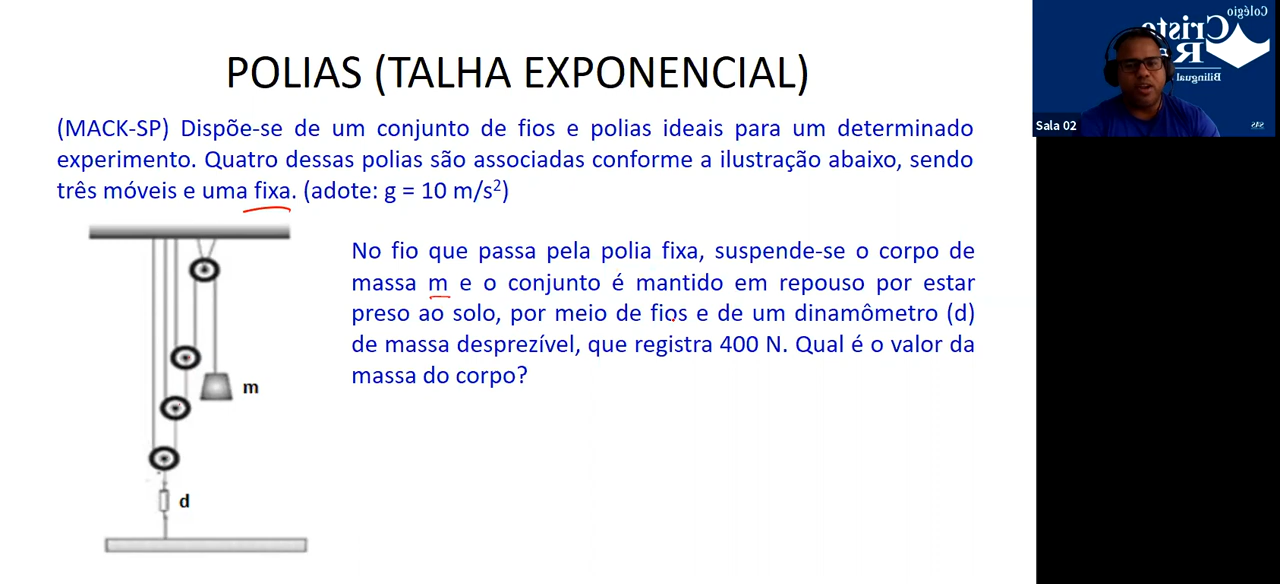 POLIAS (TALHA EXPONENCIAL)
(MACK-SP) Dispõe-se de um conjunto de fios e polias ideais para um determinado
experimento. Quatro dessas polias são associadas conforme a ilustração abaixo, sendo
três móveis e uma fixa. (adote: g = 10 m/s²)
No fio que passa pela polia fixa, suspende-se o corpo de
massa m e o conjunto é mantido em repouso por estar
preso ao solo, por meio de fios e de um dinamômetro (d)
de massa desprezível, que registra 400 N. Qual é o valor da
massa do corpo?
m
d
Colégio
Cristo
R
Bilingual
SAS
Sala 02